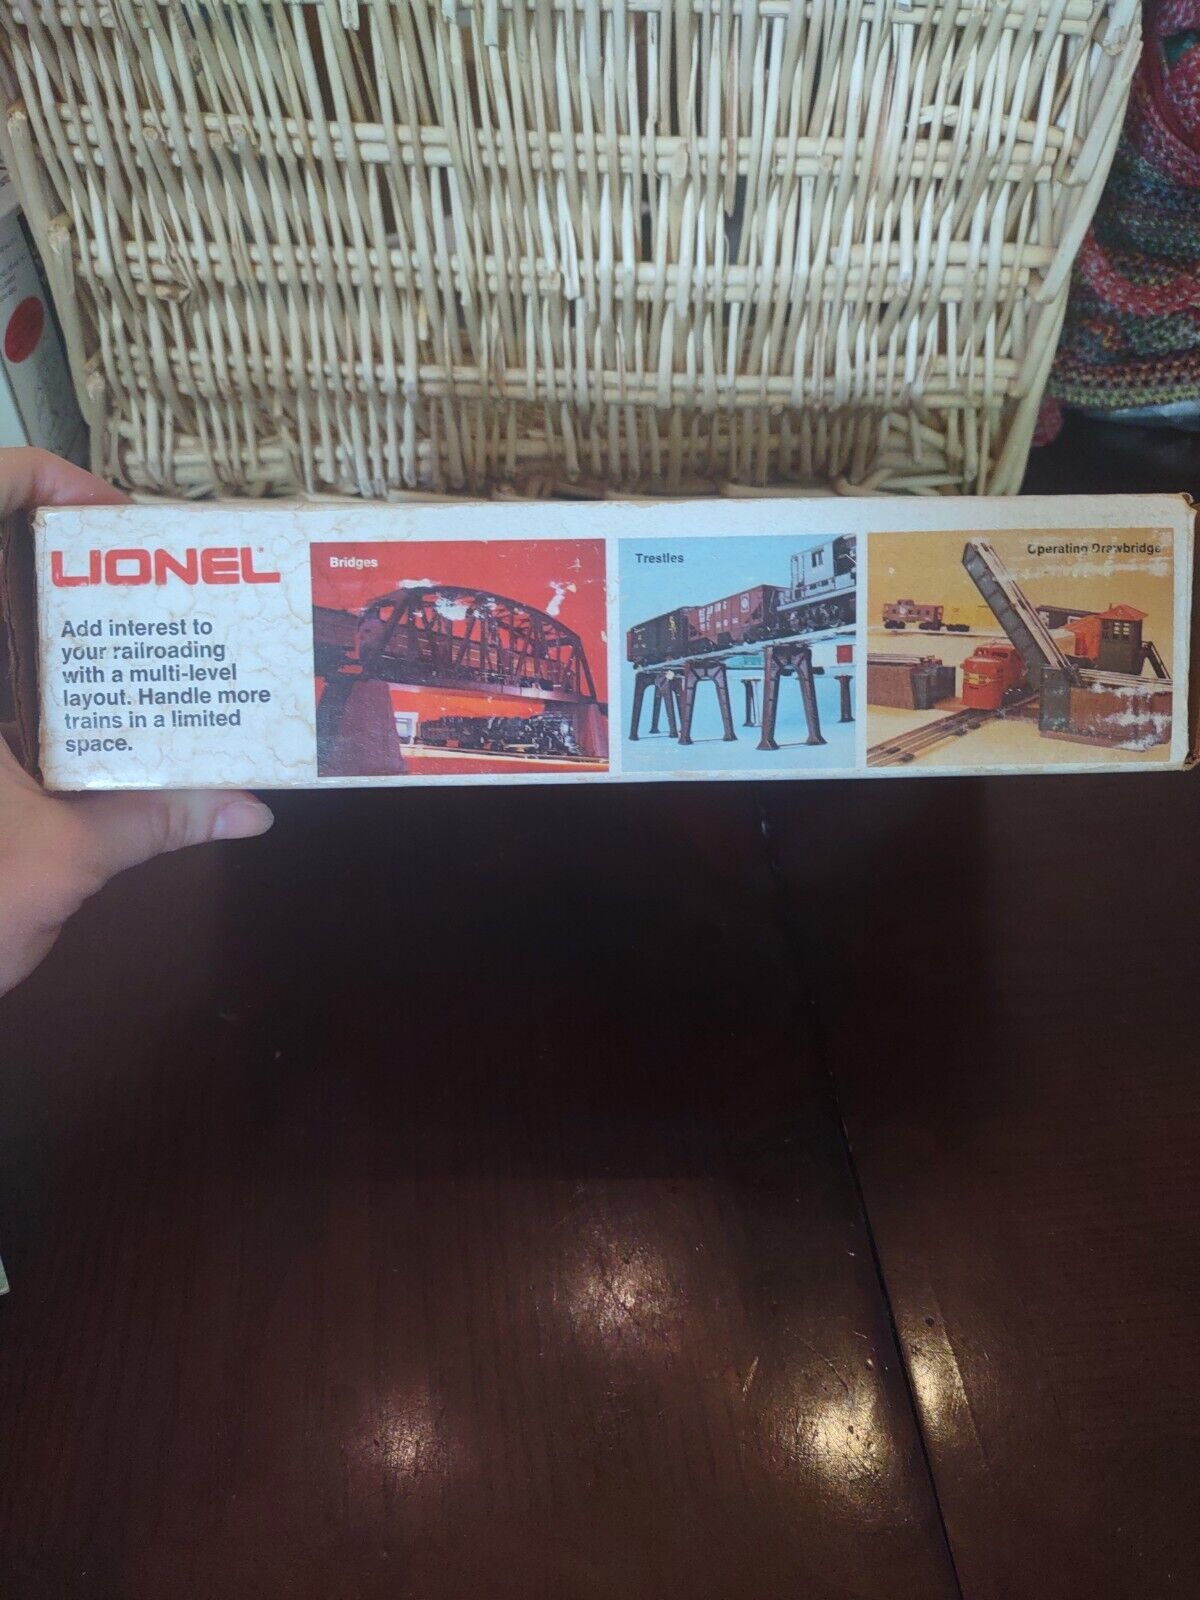 LIONEL
Add interest to
your railroading
with a multi-level
layout. Handle more
trains in a limited
space.
Bridges
Trestles
Operating Drawbridge